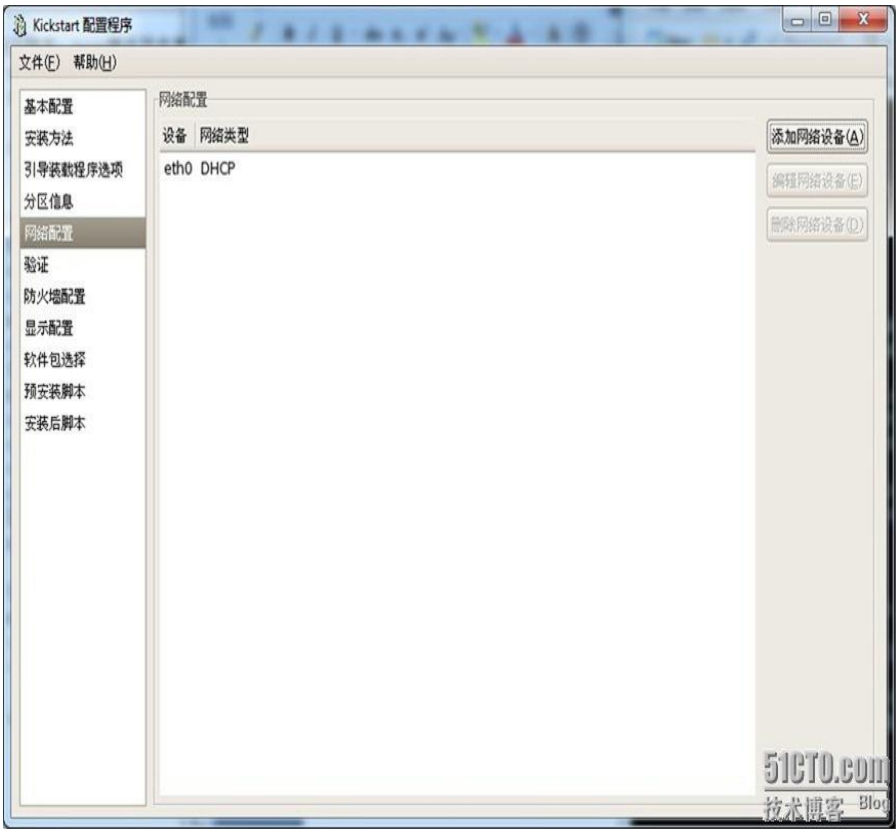 Kickstart 配置程序
文件(F) 帮助(H)
基本配置
安装方法
引导装载程序选项
分区信息
网络配置
验证
防火墙配置
显示配置
软件包选择
预安装脚本
安装后脚本
网络配置
设备 网络类型
eth0 DHCP
添加网络设备(A)
编辑网络设备(E)
删除网络设备(D)
51CTO.com
技术博客 Blog